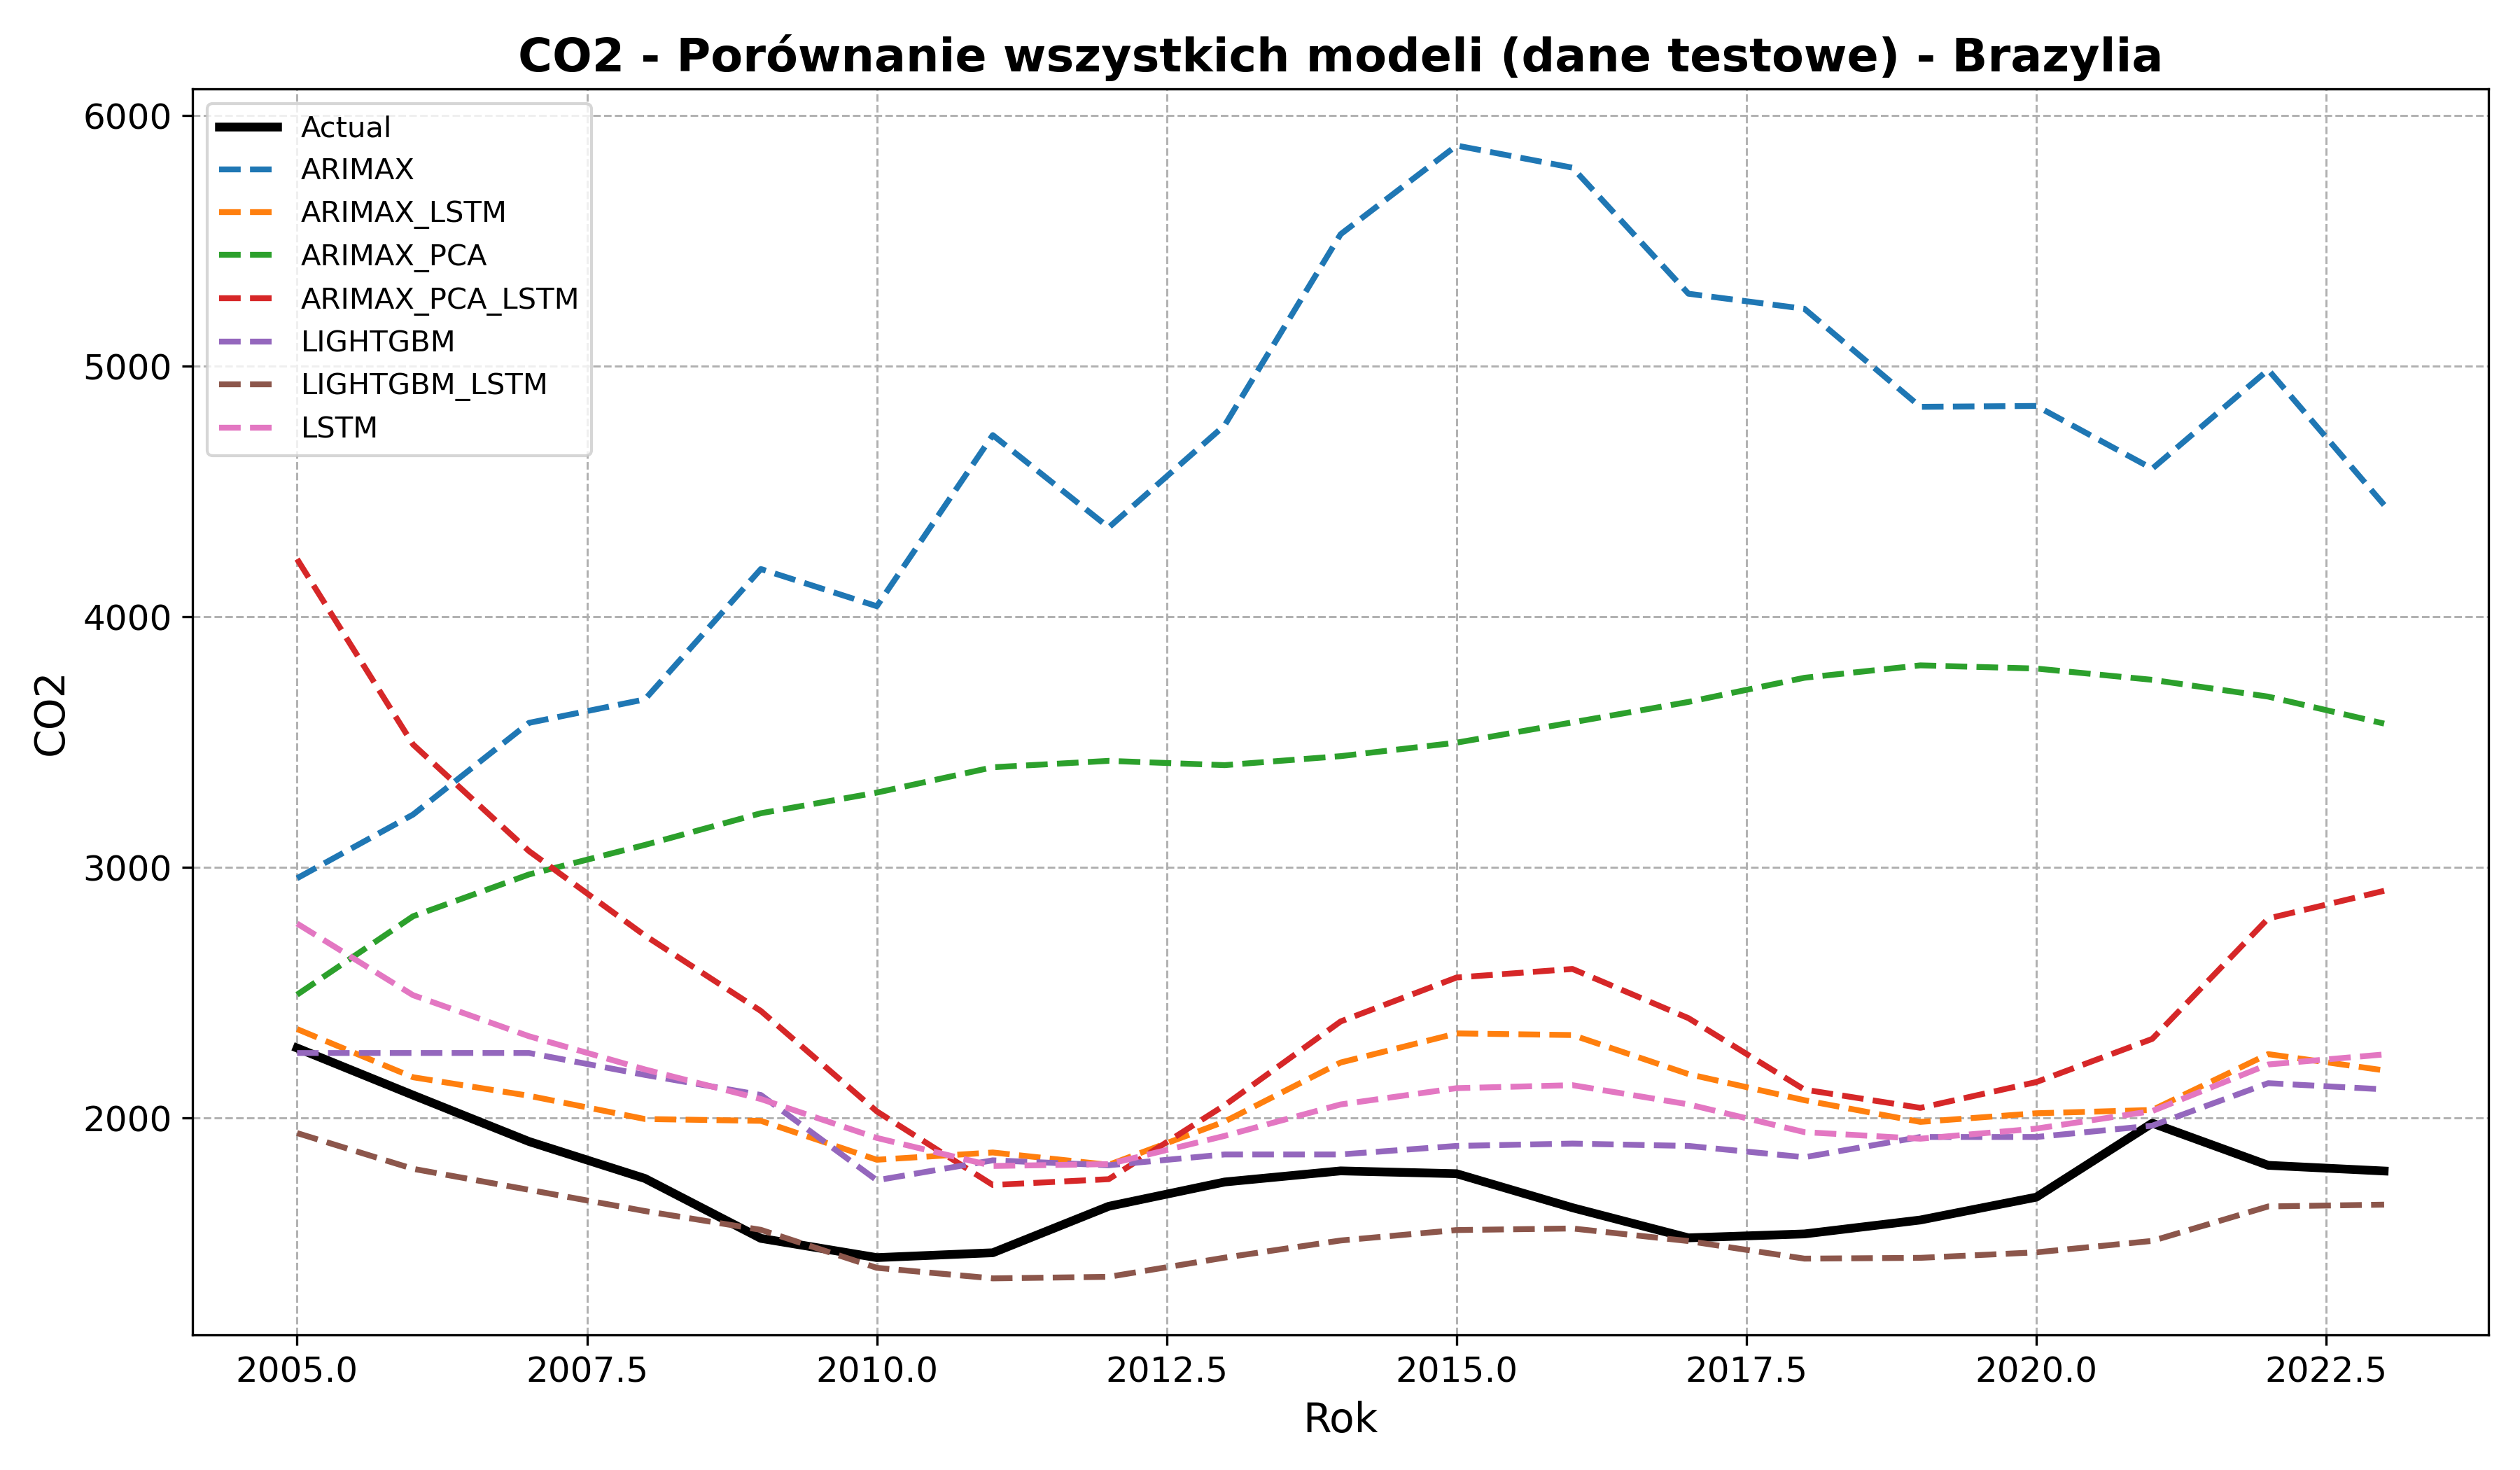 CO2 - Porównanie wszystkich modeli (dane testowe) - Brazylia
6000
5000
4000
3000
2000
CO2
Actual
ARIMAX
ARIMAX_LSTM
ARIMAX_PCA
ARIMAX_PCA_LSTM
LIGHTGBM
LIGHTGBM_LSTM
LSTM
2005.0 2007.5 2010.0 2012.5 2015.0 2017.5 2020.0 2022.5
Rok